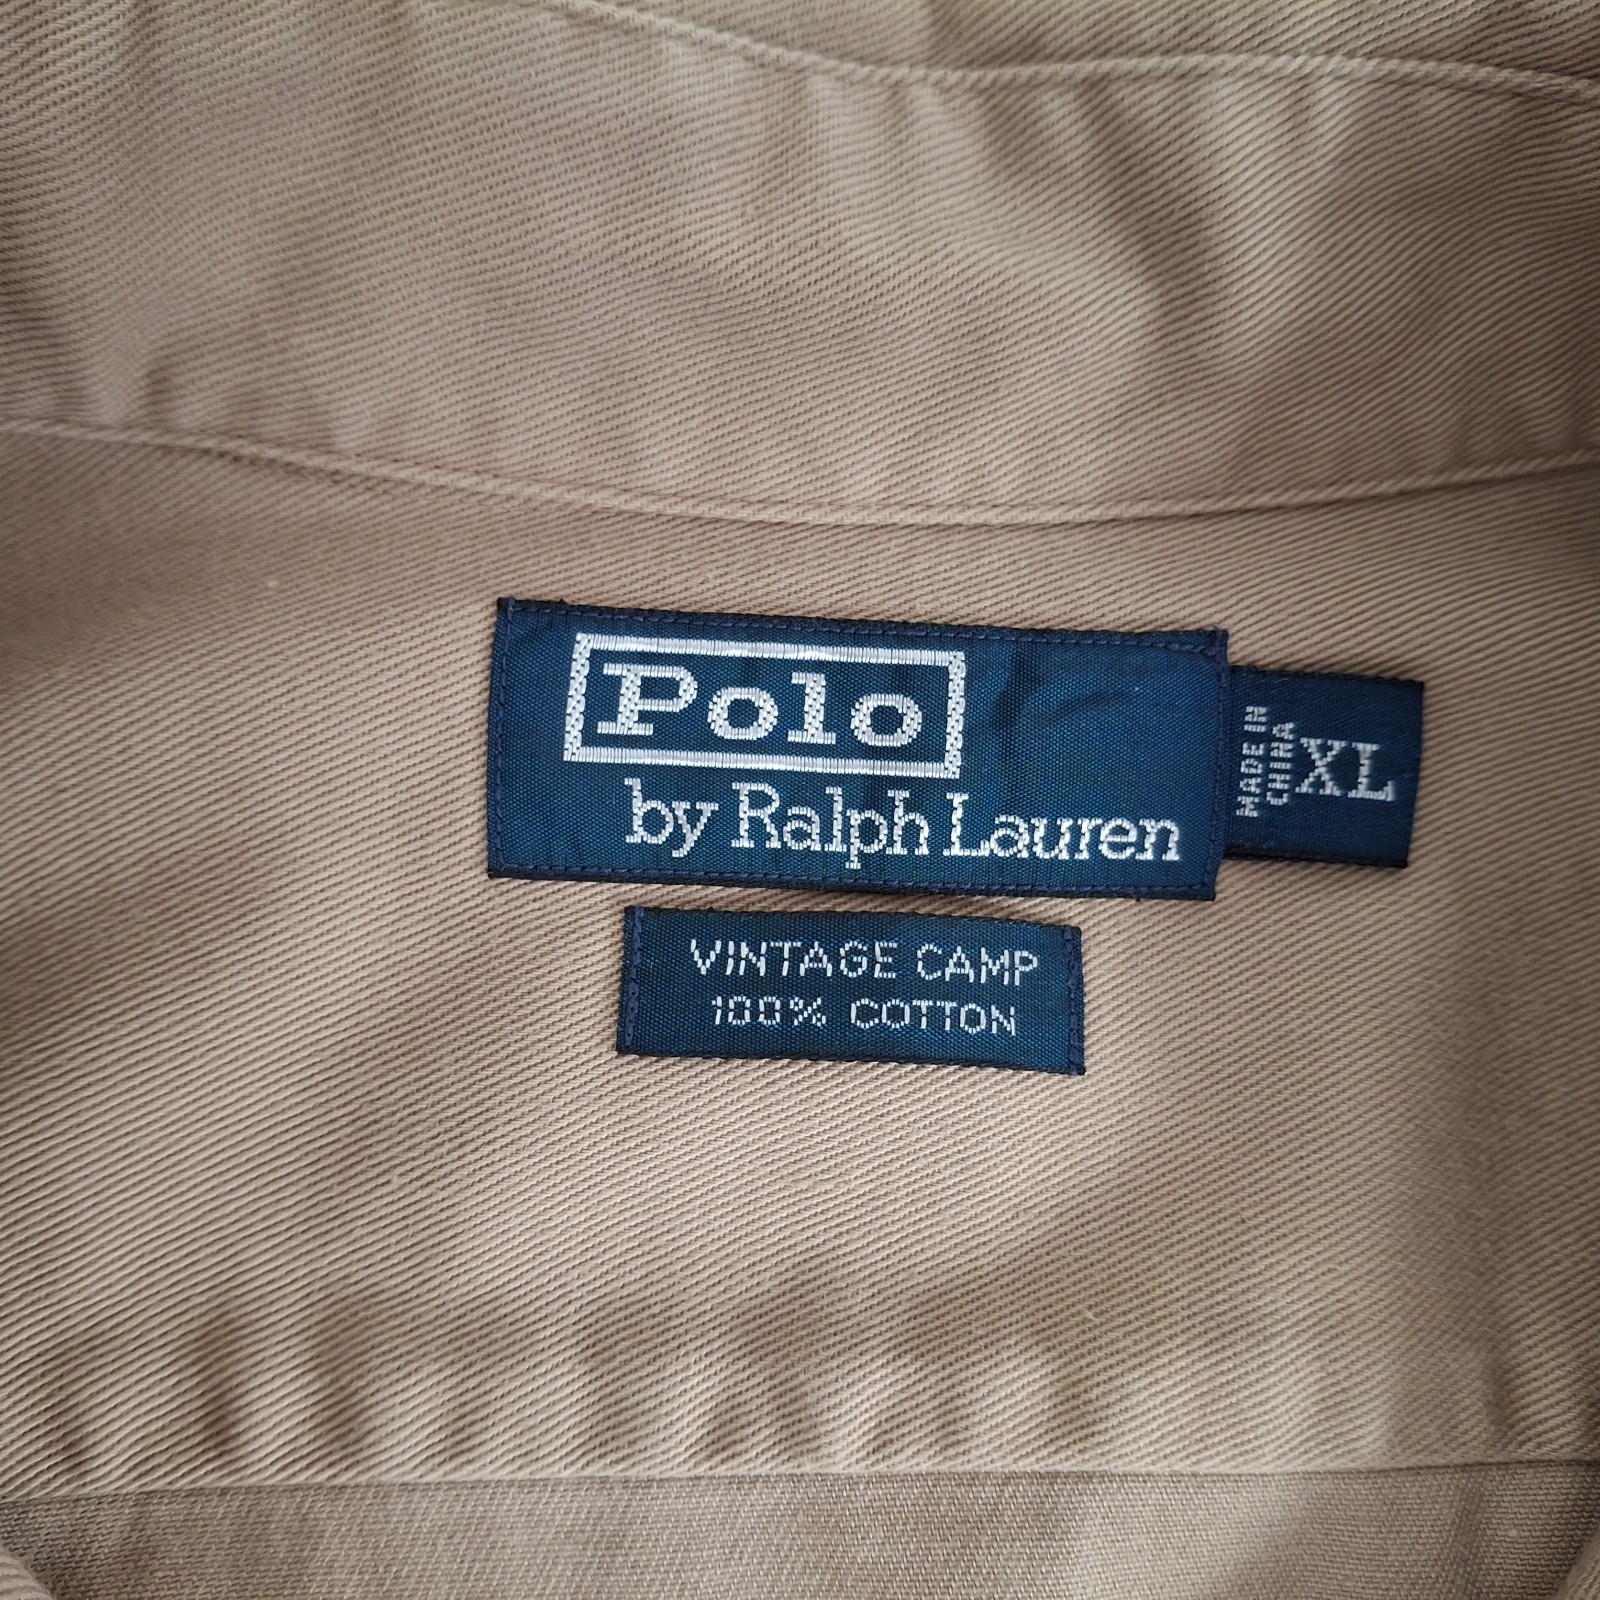 Polo
by Ralph Lauren
MADE IN
CHINA
XL
VINTAGE CAMP
100% COTTON